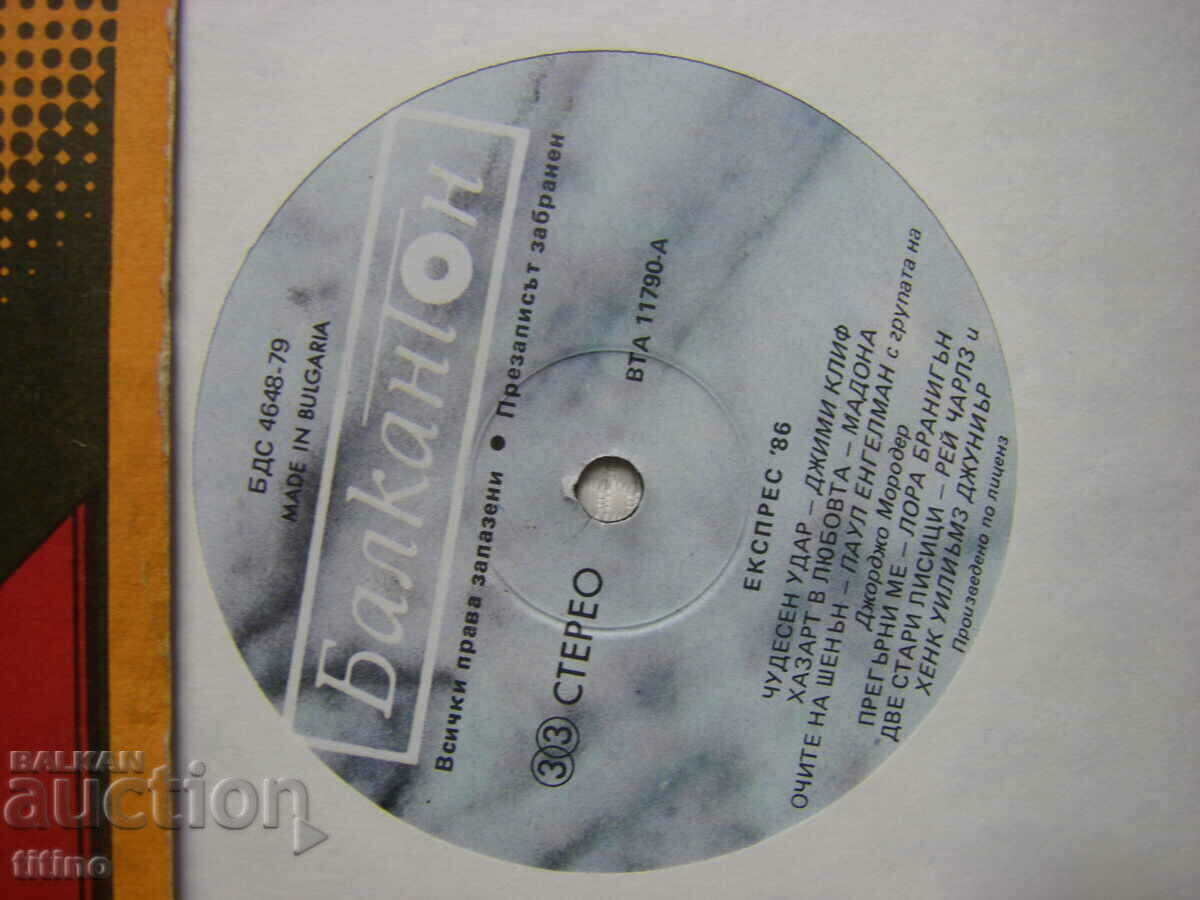 БДС 4648-79
MADE IN BULGARIA
Балкантон
Всички права запазени • Презаписът забранен
33 СТЕРЕО
ВТА 11790-А
ЕКСПРЕС '86
ЧУДЕСЕН УДАР – ДЖИМИ КЛИФ
ХАЗАРТ В ЛЮБОВТА – МАДОНА
ОЧИТЕ НА ШЕНЪН – ПАУЛ ЕНГЕЛМАН с групата на
Джорджо Мородер
ПРЕГЪРНИ МЕ – ЛОРА БРАНИГЪН
ДВЕ СТАРИ ЛИСИЦИ – РЕЙ ЧАРЛЗ и
ХЕНК УИЛИЪМЗ ДЖУНИЪР
Произведено по лиценз
BALKAN
auction
titino